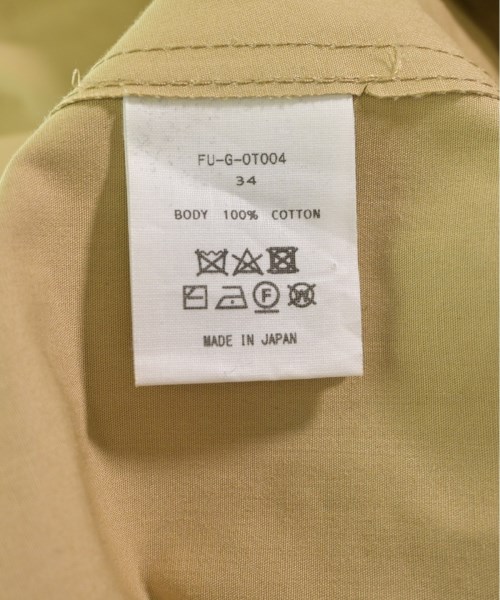 FU-G-OT004
34
BODY 100% COTTON
F W
MADE IN JAPAN